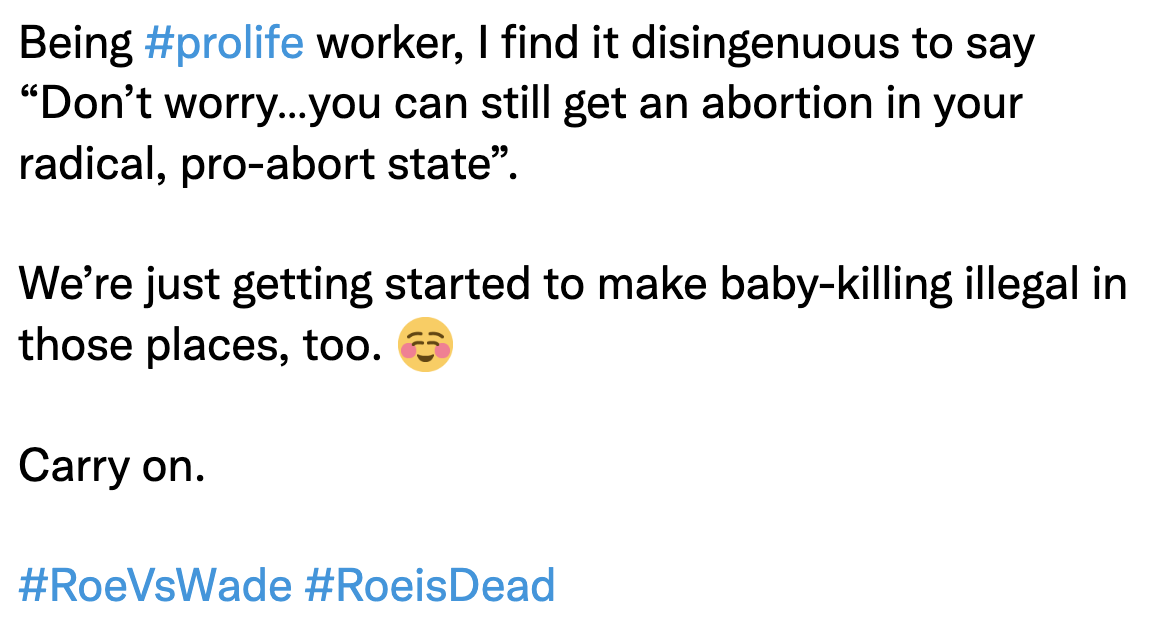 Being #prolife worker, I find it disingenuous to say
“Don’t worry...you can still get an abortion in your
radical, pro-abort state”.
We’re just getting started to make baby-killing illegal in
those places, too. ☺️
Carry on.
#RoeVsWade #RoeisDead